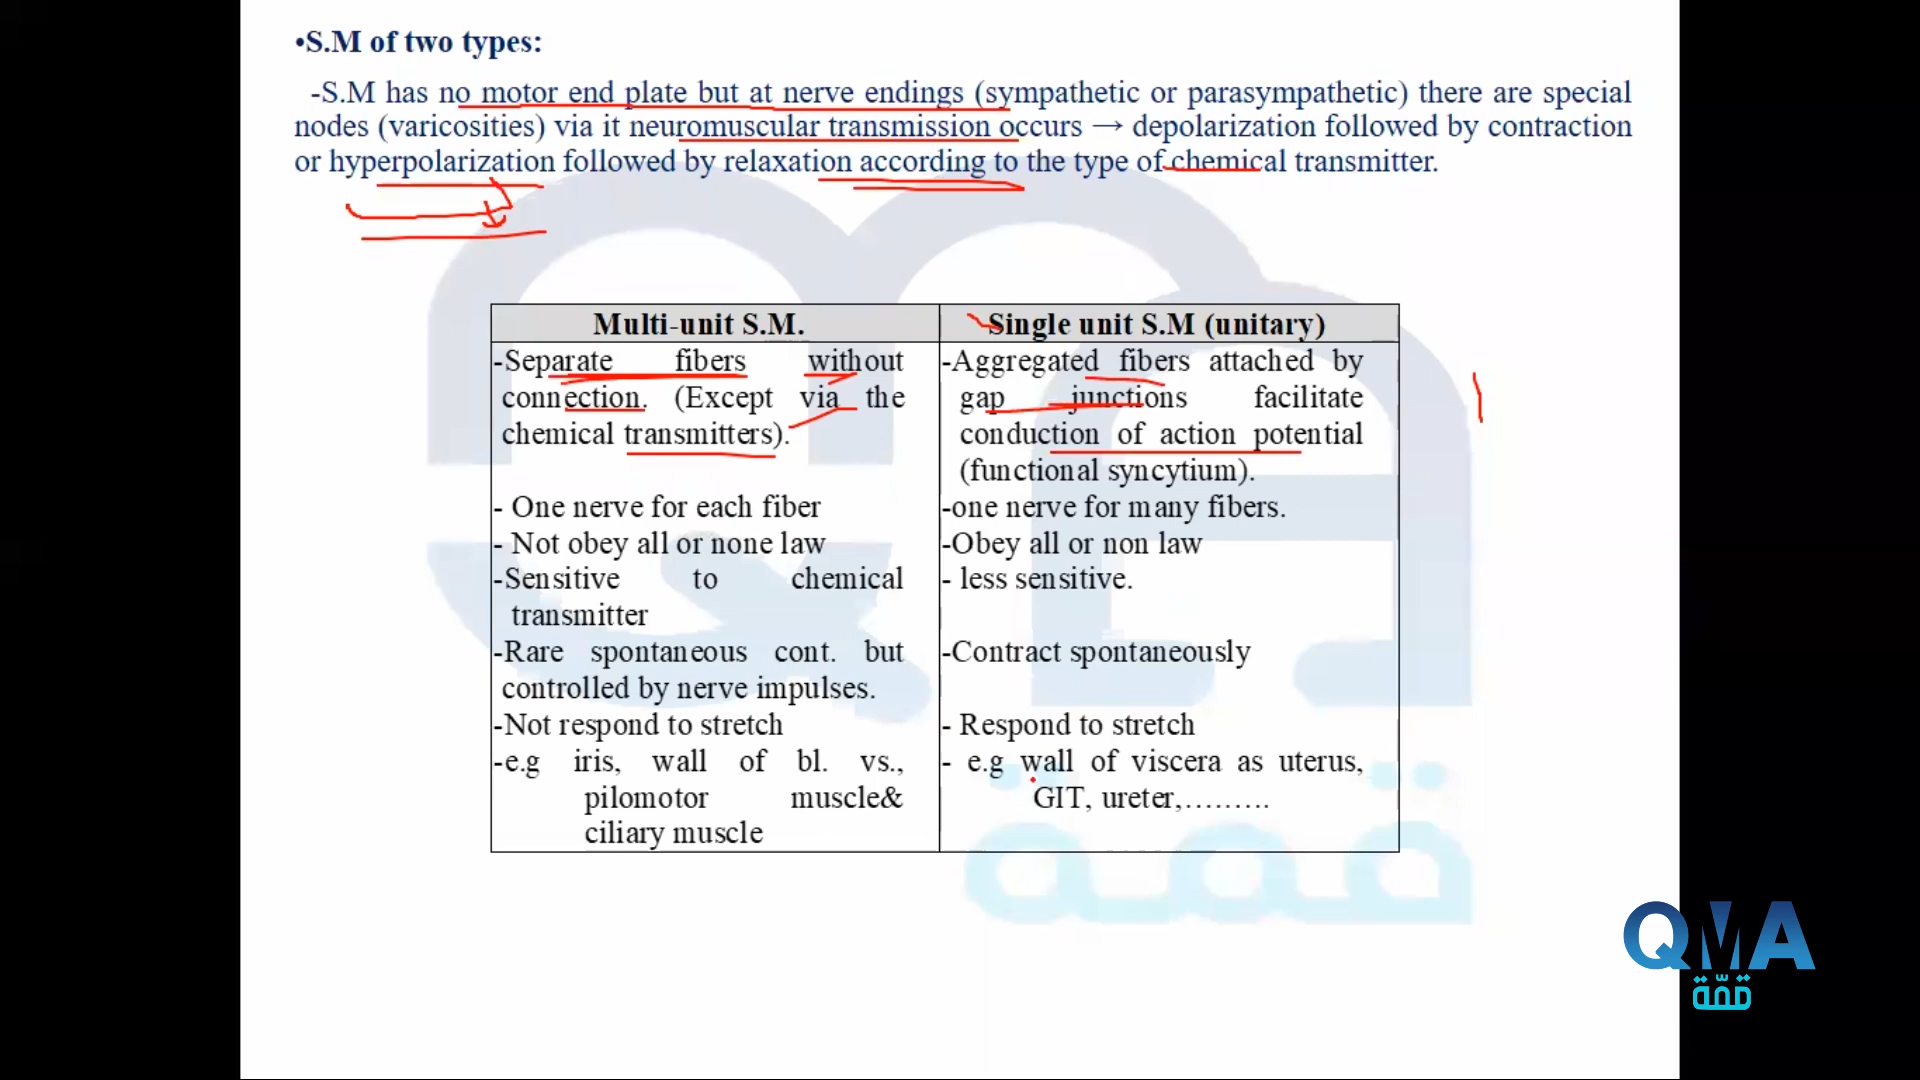 •S.M of two types:
-S.M has no motor end plate but at nerve endings (sympathetic or parasympathetic) there are special
nodes (varicosities) via it neuromuscular transmission occurs → depolarization followed by contraction
or hyperpolarization followed by relaxation according to the type of chemical transmitter.
Multi-unit S.M.
-Separate fibers without
connection. (Except via the
chemical transmitters).
- One nerve for each fiber
- Not obey all or none law
-Sensitive to chemical
transmitter
-Rare spontaneous cont. but
controlled by nerve impulses.
-Not respond to stretch
-e.g iris, wall of bl. vs.,
pilomotor muscle&
ciliary muscle
Single unit S.M (unitary)
-Aggregated fibers attached by
gap junctions facilitate
conduction of action potential
(functional syncytium).
-one nerve for many fibers.
-Obey all or non law
- less sensitive.
-Contract spontaneously
- Respond to stretch
- e.g wall of viscera as uterus,
GIT, ureter,………
قمة
QMA
قمّة